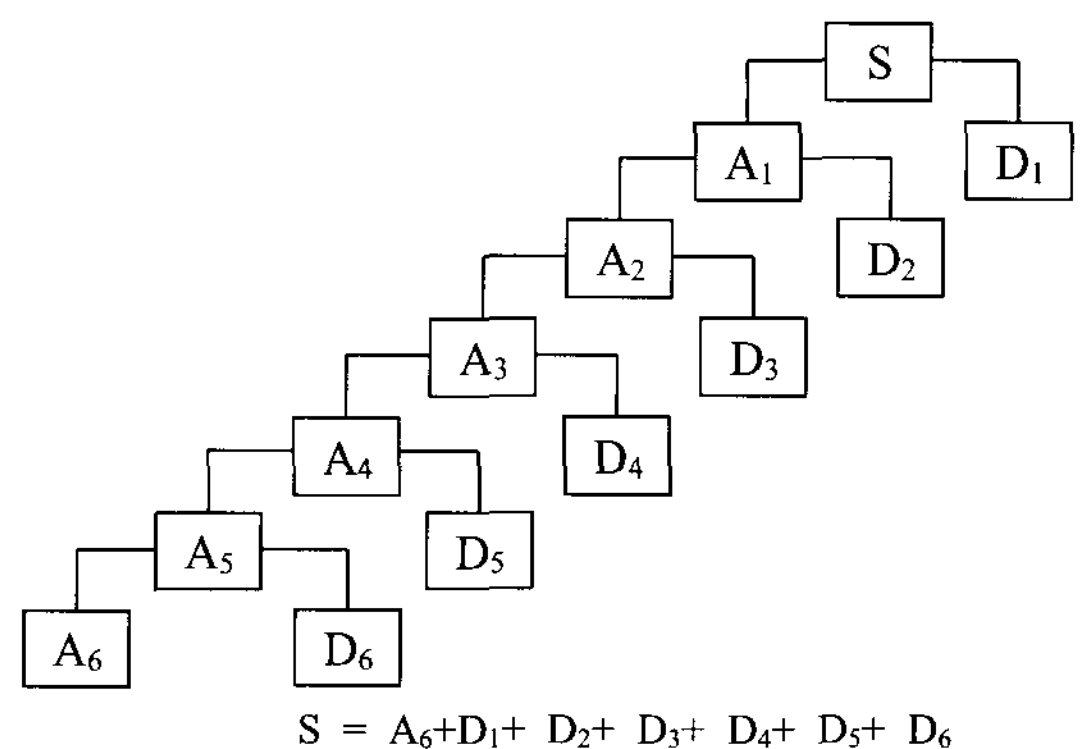 S
A₁ D₁
A₂ D₂
A₃ D₃
A₄ D₄
A₅ D₅
A₆ D₆
S = A₆+D₁+ D₂+ D₃+ D₄+ D₅+ D₆